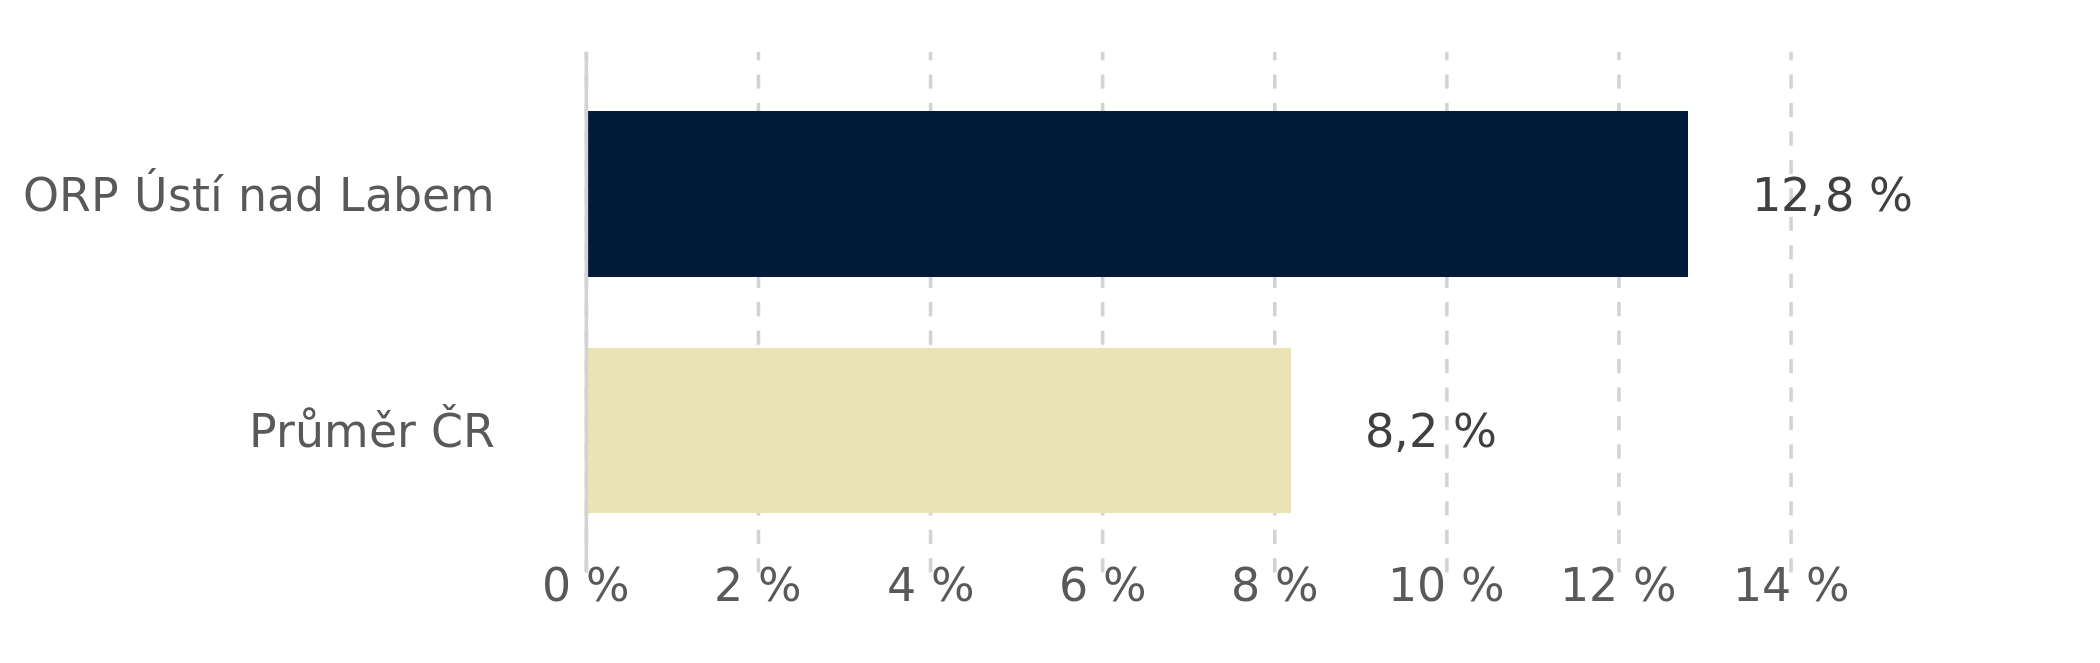 ORP Ústí nad Labem
12,8 %
Průměr ČR
8,2 %
0 % 2 % 4 % 6 % 8 % 10 % 12 % 14 %